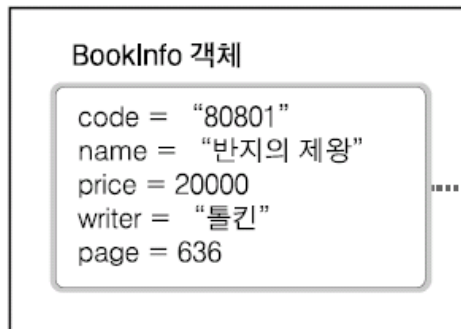 BookInfo 객체
code = “80801”
name = “반지의 제왕”
price = 20000
writer = “톨킨”
page = 636